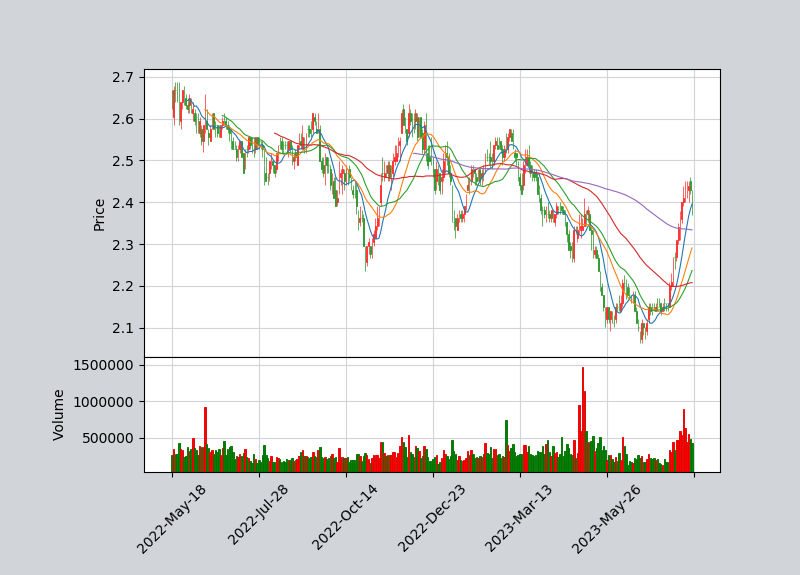 2.7
2.6
2.5
2.4
2.3
2.2
2.1
Price
1500000
1000000
500000
Volume
2022-May-18
2022-Jul-28
2022-Oct-14
2022-Dec-23
2023-Mar-13
2023-May-26